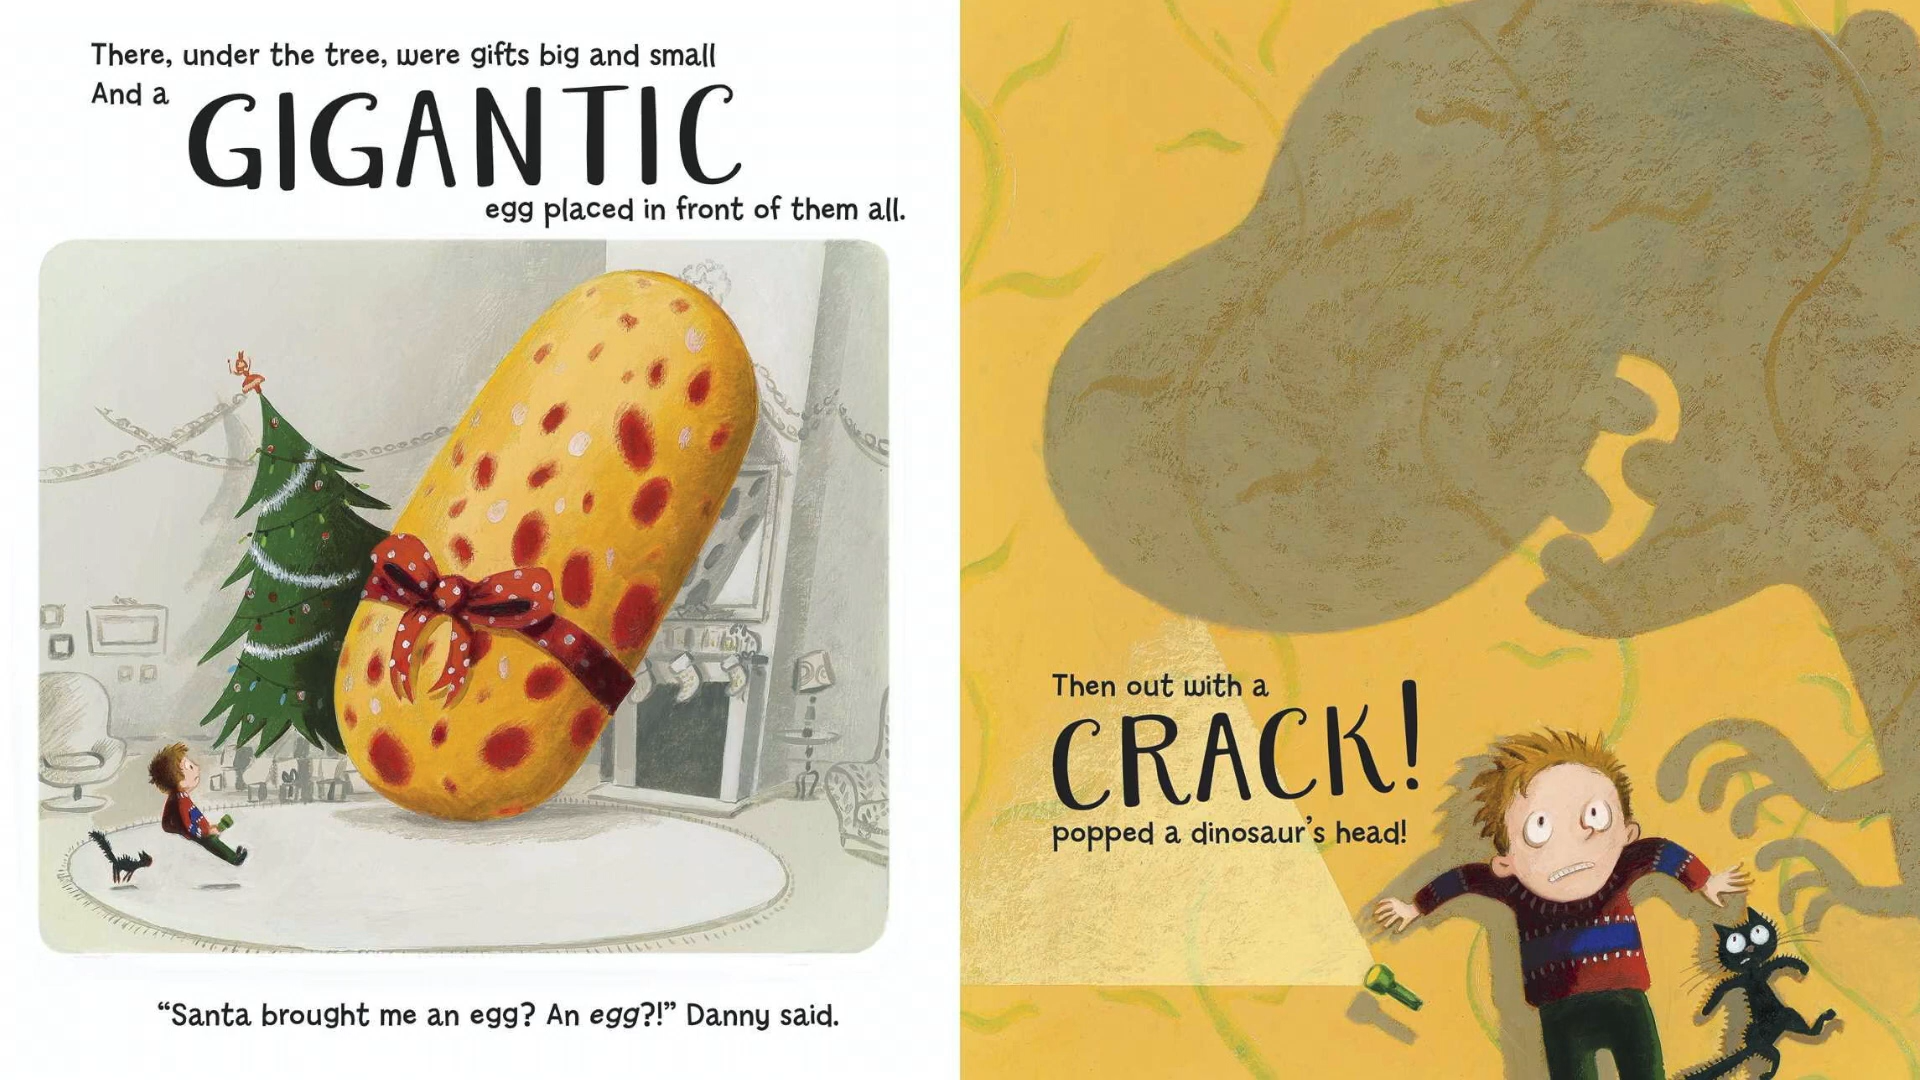 There, under the tree, were gifts big and small
And a GIGANTIC
egg placed in front of them all.
“Santa brought me an egg? An egg?!” Danny said.
Then out with a
CRACK!
popped a dinosaur’s head!